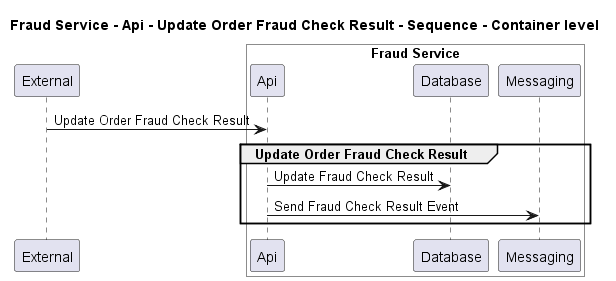 Fraud Service - Api - Update Order Fraud Check Result - Sequence - Container level
Fraud Service
External
Api
Database
Messaging
Update Order Fraud Check Result
Update Order Fraud Check Result
Update Fraud Check Result
Send Fraud Check Result Event
External
Api
Database
Messaging